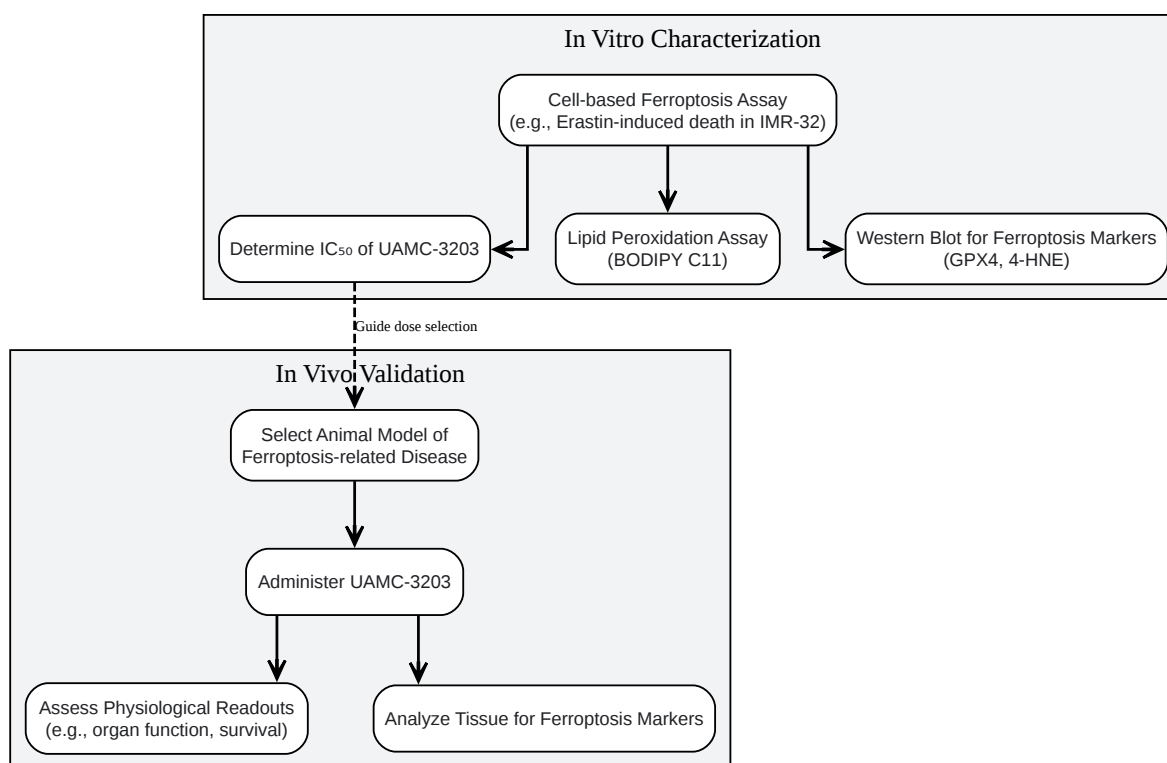 In Vitro Characterization
Cell-based Ferroptosis Assay
(e.g., Erastin-induced death in IMR-32)
Determine IC₅₀ of UAMC-3203
Lipid Peroxidation Assay
(BODIPY C11)
Western Blot for Ferroptosis Markers
(GPX4, 4-HNE)
Guide dose selection
In Vivo Validation
Select Animal Model of
Ferroptosis-related Disease
Administer UAMC-3203
Assess Physiological Readouts
(e.g., organ function, survival)
Analyze Tissue for Ferroptosis Markers